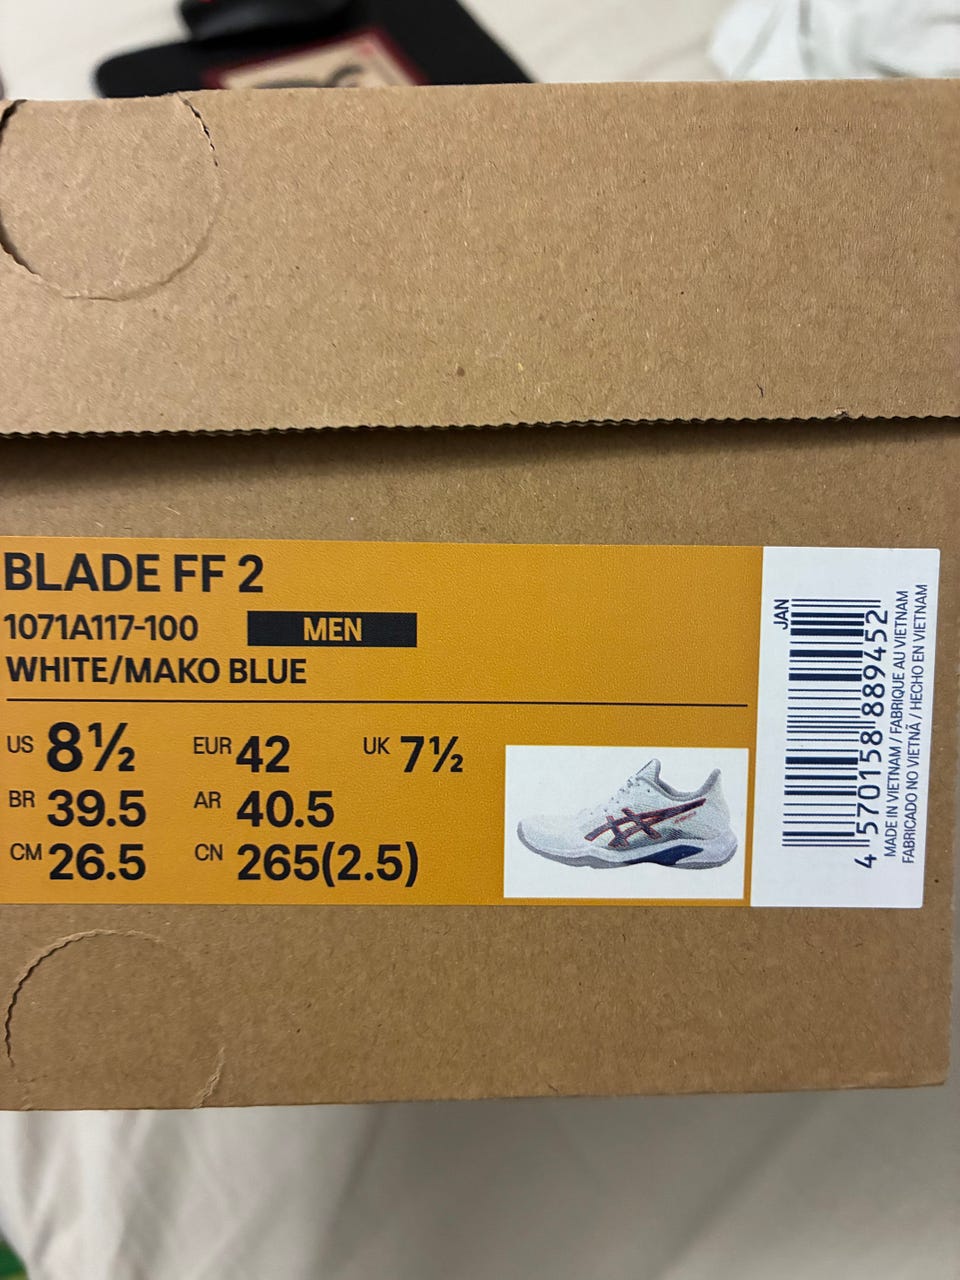 BLADE FF 2
1071A117-100 MEN
WHITE/MAKO BLUE
US 8½ EUR 42 UK 7½
BR 39.5 AR 40.5
CM 26.5 CN 265(2.5)
JAN
4 570158 889452
MADE IN VIETNAM / FABRIQUE AU VIETNAM
FABRICADO NO VIETNÃ / HECHO EN VIETNAM